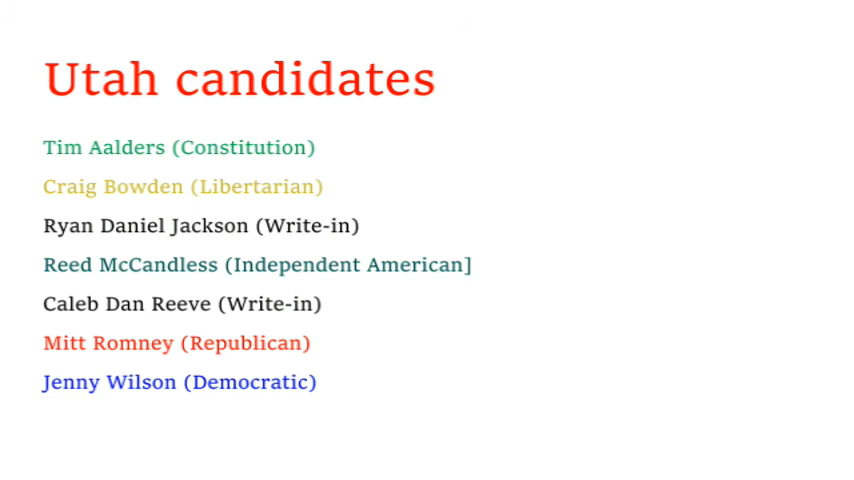 Utah candidates
Tim Aalders (Constitution)
Craig Bowden (Libertarian)
Ryan Daniel Jackson (Write-in)
Reed McCandless (Independent American]
Caleb Dan Reeve (Write-in)
Mitt Romney (Republican)
Jenny Wilson (Democratic)